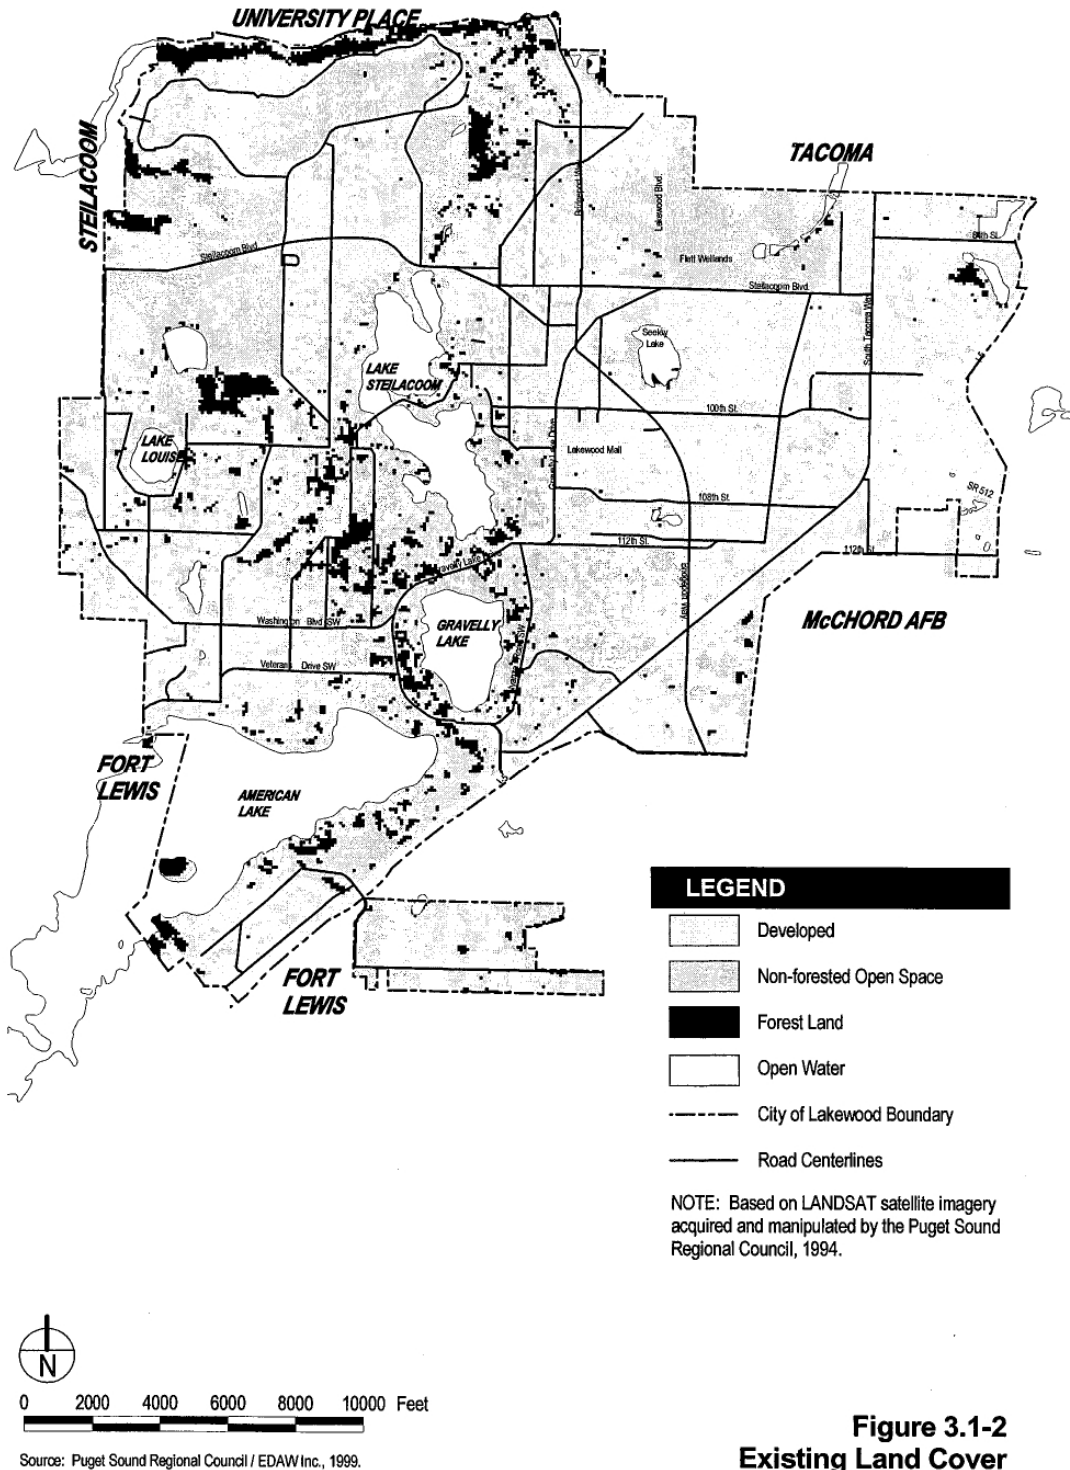 UNIVERSITY PLACE
STEILACOOM
TACOMA
Bridgeport Way
Lakewood Blvd.
84th St.
Steilacoom Blvd.
Flett Wetlands
Steilacoom Blvd.
South Tacoma Way
Seeley
Lake
LAKE
STEILACOOM
100th St.
LAKE
LOUISE
Lakewood Mall
Gravelly Lake Drive
SR 512
108th St.
112th St.
112th St.
Gravelly Lake
Washington Blvd SW
GRAVELLY
LAKE
McCHORD AFB
Veterans Drive SW
FORT
LEWIS
AMERICAN
LAKE
FORT
LEWIS
LEGEND
Developed
Non-forested Open Space
Forest Land
Open Water
City of Lakewood Boundary
Road Centerlines
NOTE: Based on LANDSAT satellite imagery
acquired and manipulated by the Puget Sound
Regional Council, 1994.
N
0 2000 4000 6000 8000 10000 Feet
Source: Puget Sound Regional Council / EDAW Inc., 1999.
Figure 3.1-2
Existing Land Cover